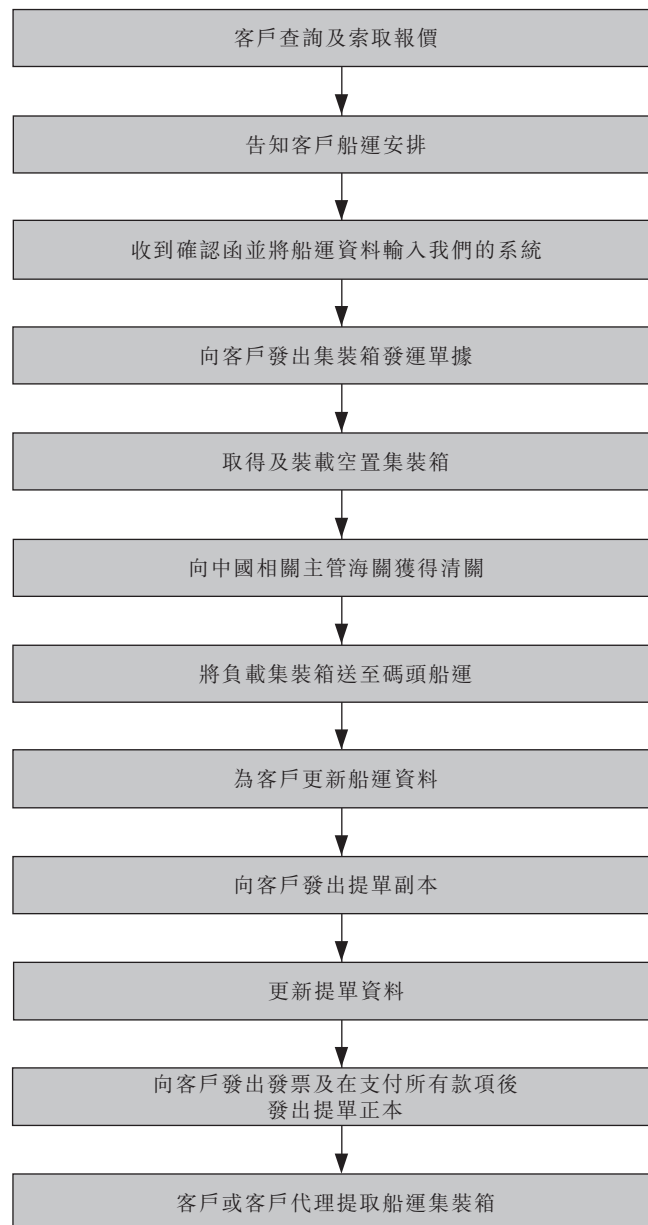 客戶查詢及索取報價
告知客戶船運安排
收到確認函並將船運資料輸入我們的系統
向客戶發出集裝箱發運單據
取得及裝載空置集裝箱
向中國相關主管海關獲得清關
將負載集裝箱送至碼頭船運
為客戶更新船運資料
向客戶發出提單副本
更新提單資料
向客戶發出發票及在支付所有款項後
發出提單正本
客戶或客戶代理提取船運集裝箱